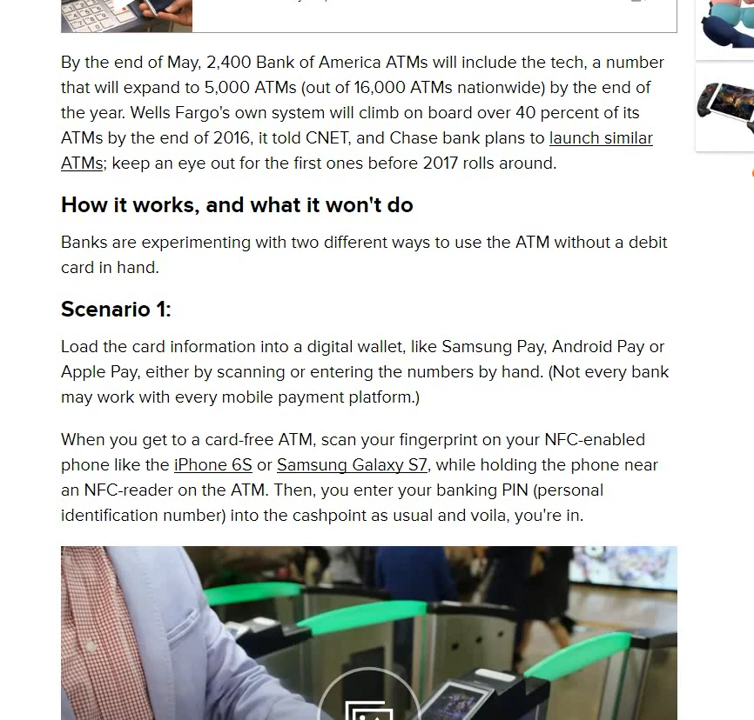 By the end of May, 2,400 Bank of America ATMs will include the tech, a number
that will expand to 5,000 ATMs (out of 16,000 ATMs nationwide) by the end of
the year. Wells Fargo's own system will climb on board over 40 percent of its
ATMs by the end of 2016, it told CNET, and Chase bank plans to launch similar
ATMs; keep an eye out for the first ones before 2017 rolls around.
How it works, and what it won't do
Banks are experimenting with two different ways to use the ATM without a debit
card in hand.
Scenario 1:
Load the card information into a digital wallet, like Samsung Pay, Android Pay or
Apple Pay, either by scanning or entering the numbers by hand. (Not every bank
may work with every mobile payment platform.)
When you get to a card-free ATM, scan your fingerprint on your NFC-enabled
phone like the iPhone 6S or Samsung Galaxy S7, while holding the phone near
an NFC-reader on the ATM. Then, you enter your banking PIN (personal
identification number) into the cashpoint as usual and voila, you're in.